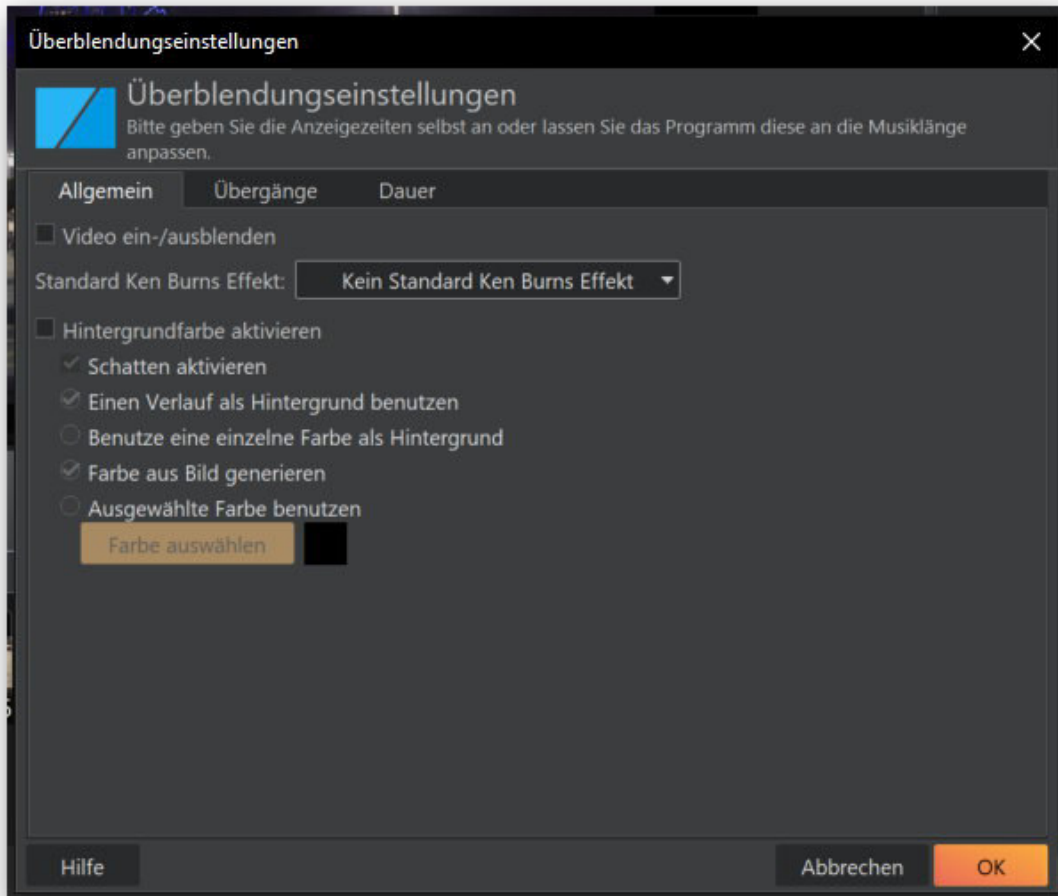 Überblendungseinstellungen
Überblendungseinstellungen
Bitte geben Sie die Anzeigezeiten selbst an oder lassen Sie das Programm diese an die Musiklänge
anpassen.
Allgemein Übergänge Dauer
Video ein-/ausblenden
Standard Ken Burns Effekt: Kein Standard Ken Burns Effekt
Hintergrundfarbe aktivieren
Schatten aktivieren
Einen Verlauf als Hintergrund benutzen
Benutze eine einzelne Farbe als Hintergrund
Farbe aus Bild generieren
Ausgewählte Farbe benutzen
Farbe auswählen
Hilfe Abbrechen OK